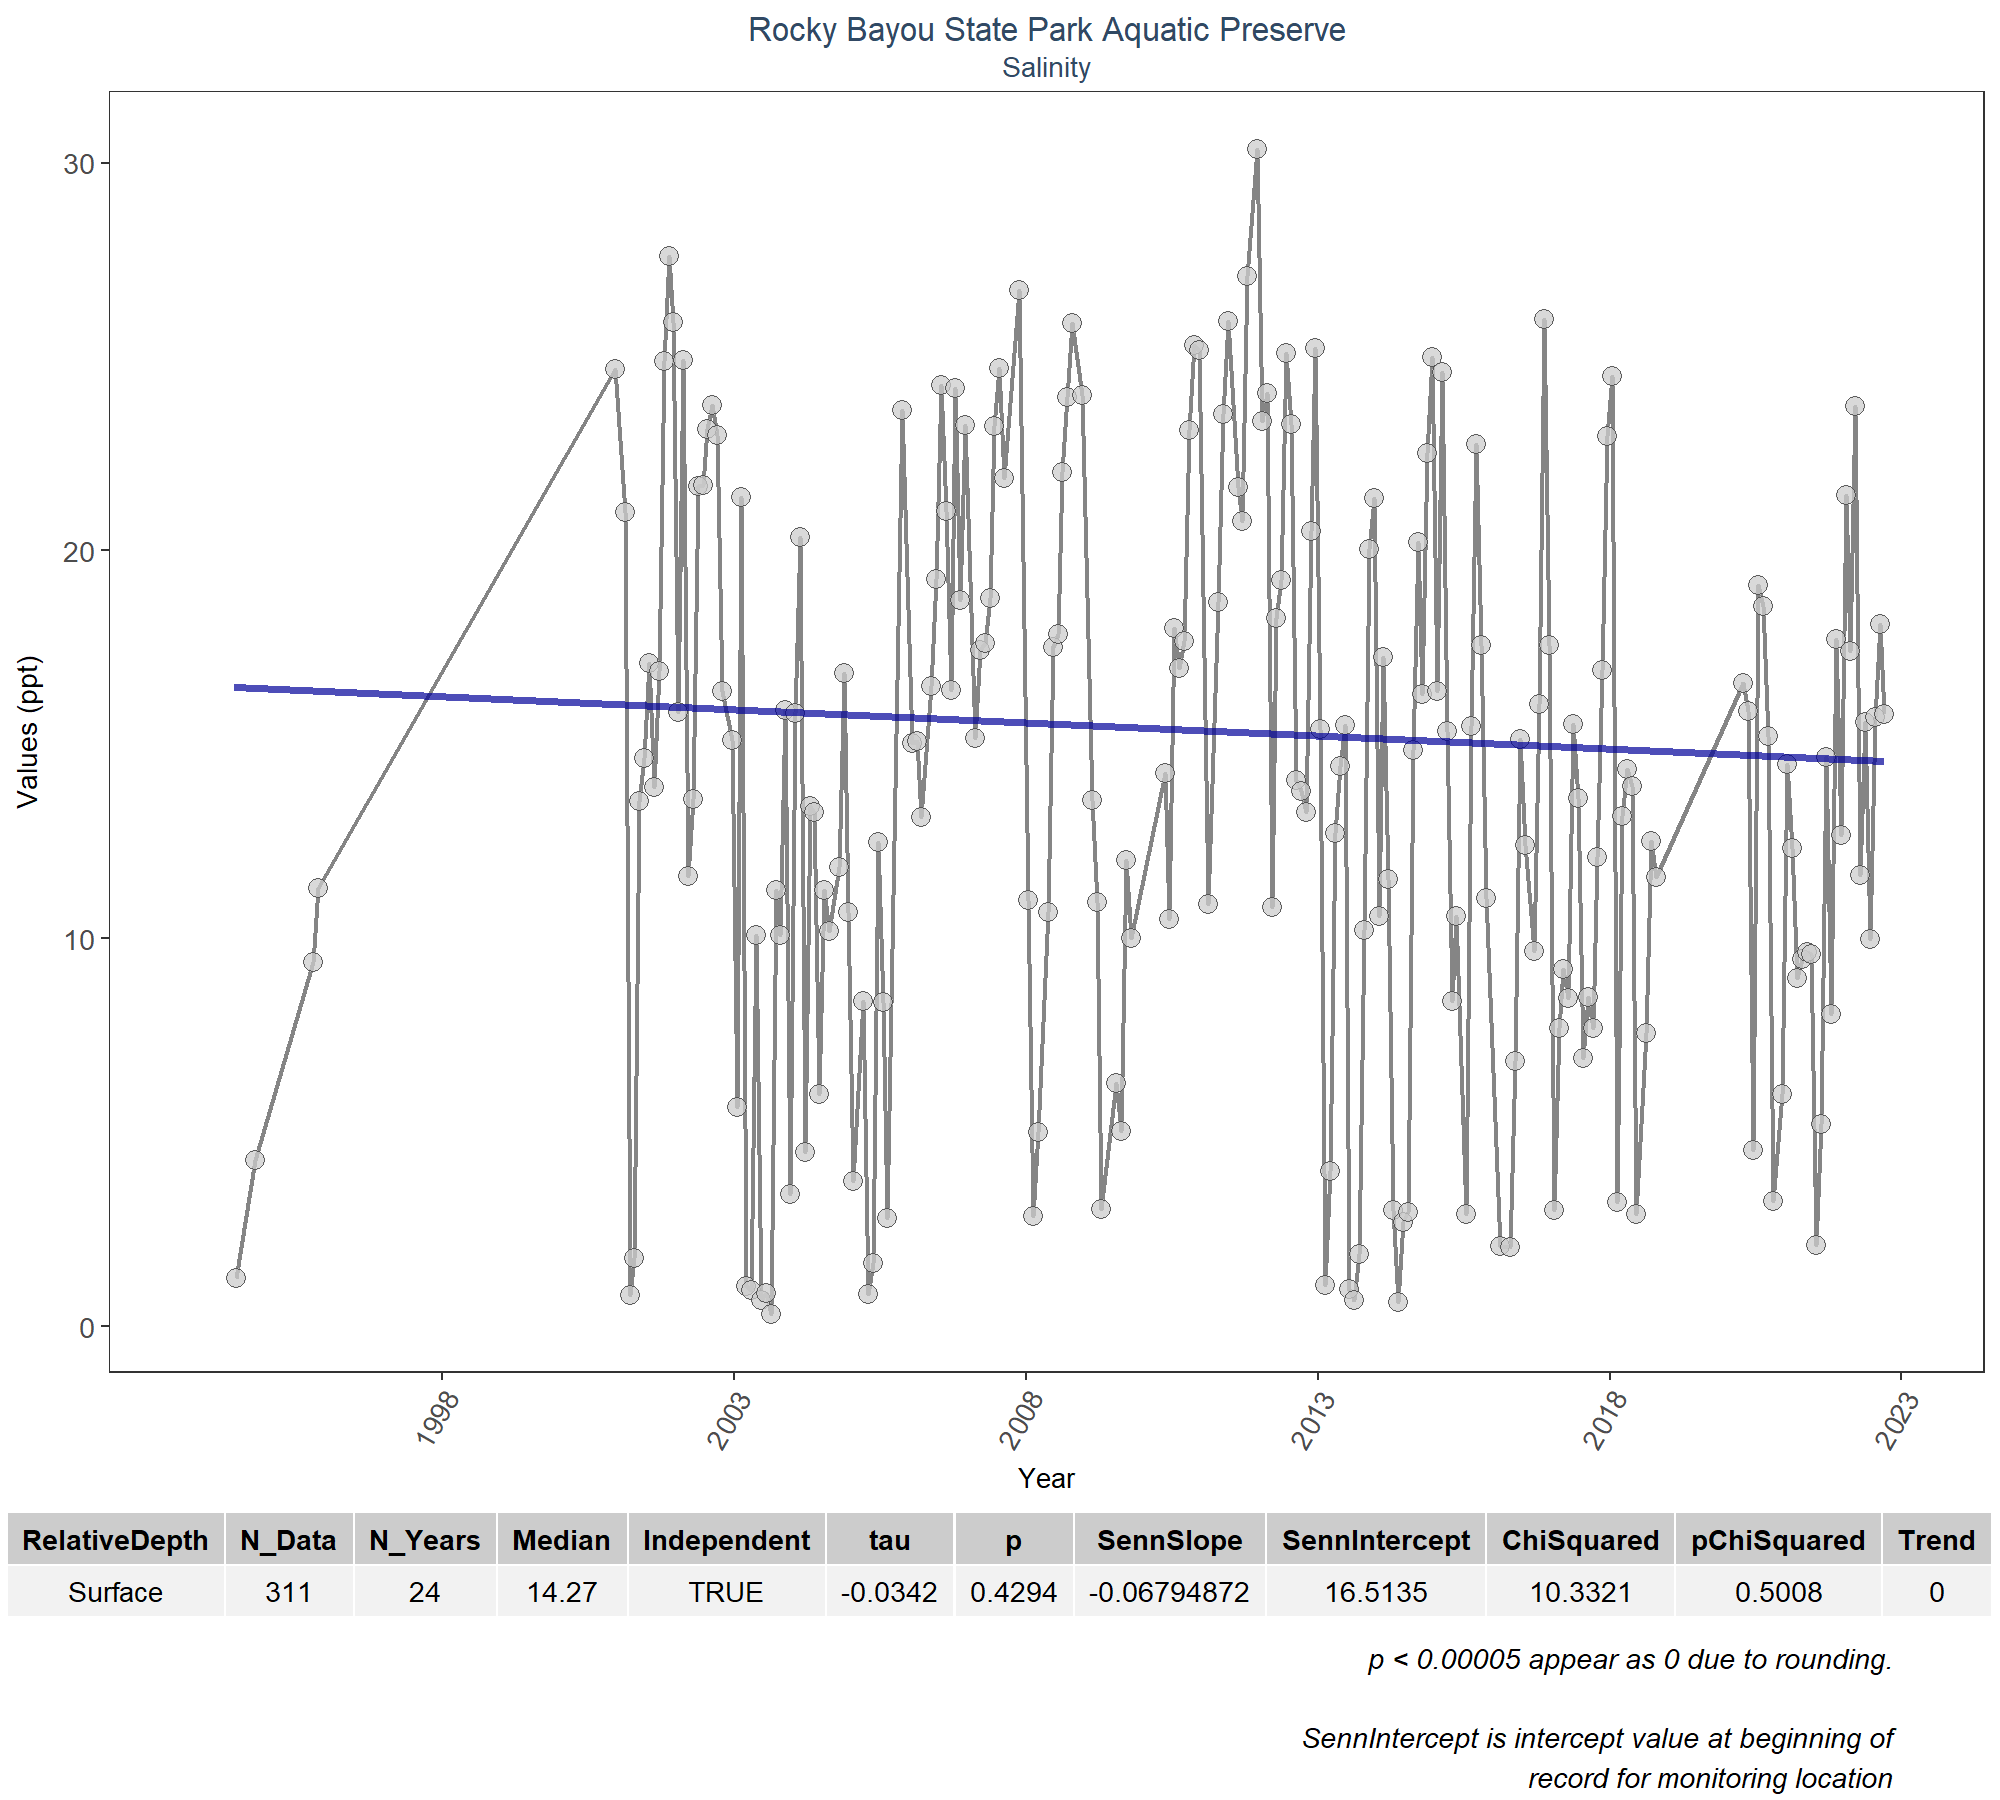 Rocky Bayou State Park Aquatic Preserve
Salinity
Values (ppt)
30
20
10
0
1998 2003 2008 2013 2018 2023
Year
RelativeDepth N_Data N_Years Median Independent tau p SennSlope SennIntercept ChiSquared pChiSquared Trend
Surface 311 24 14.27 TRUE -0.0342 0.4294 -0.06794872 16.5135 10.3321 0.5008 0
p < 0.00005 appear as 0 due to rounding.
SennIntercept is intercept value at beginning of
record for monitoring location